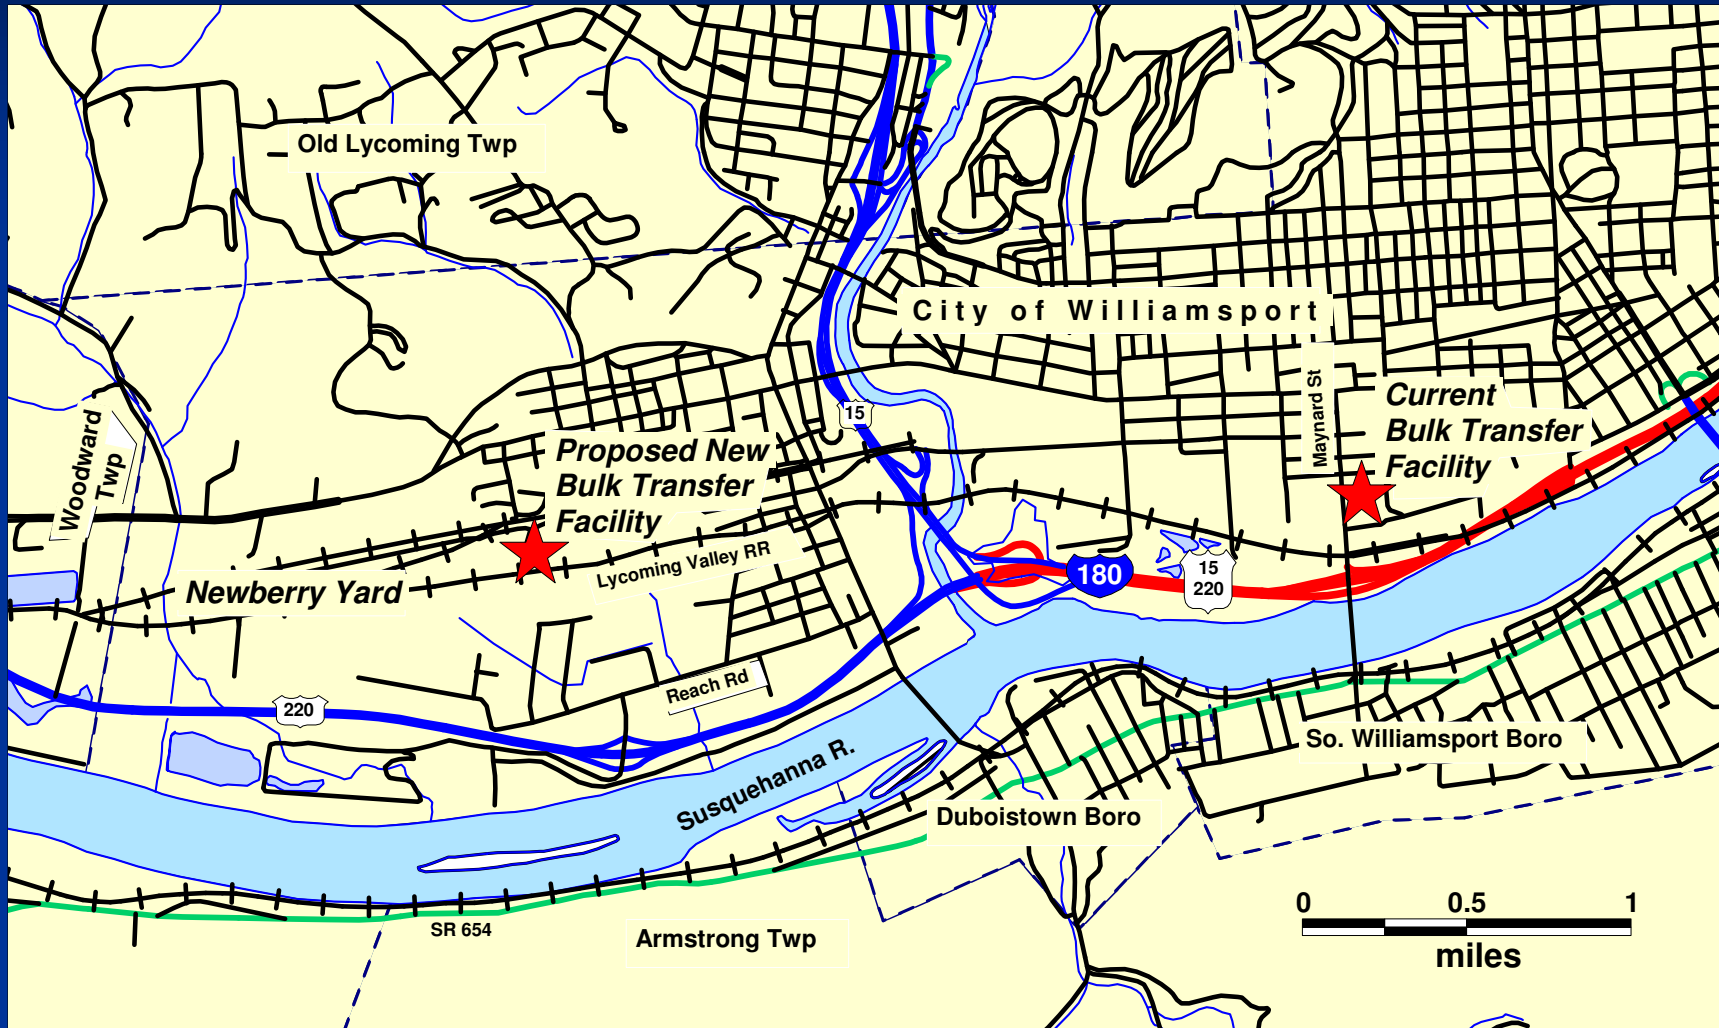 Old Lycoming Twp
City of Williamsport
15
Maynard St
Current
Bulk Transfer
Facility
Woodward
Twp
Proposed New
Bulk Transfer
Facility
Lycoming Valley RR
Newberry Yard
180
15
220
Reach Rd
220
So. Williamsport Boro
Susquehanna R.
Duboistown Boro
SR 654
Armstrong Twp
0 0.5 1
miles